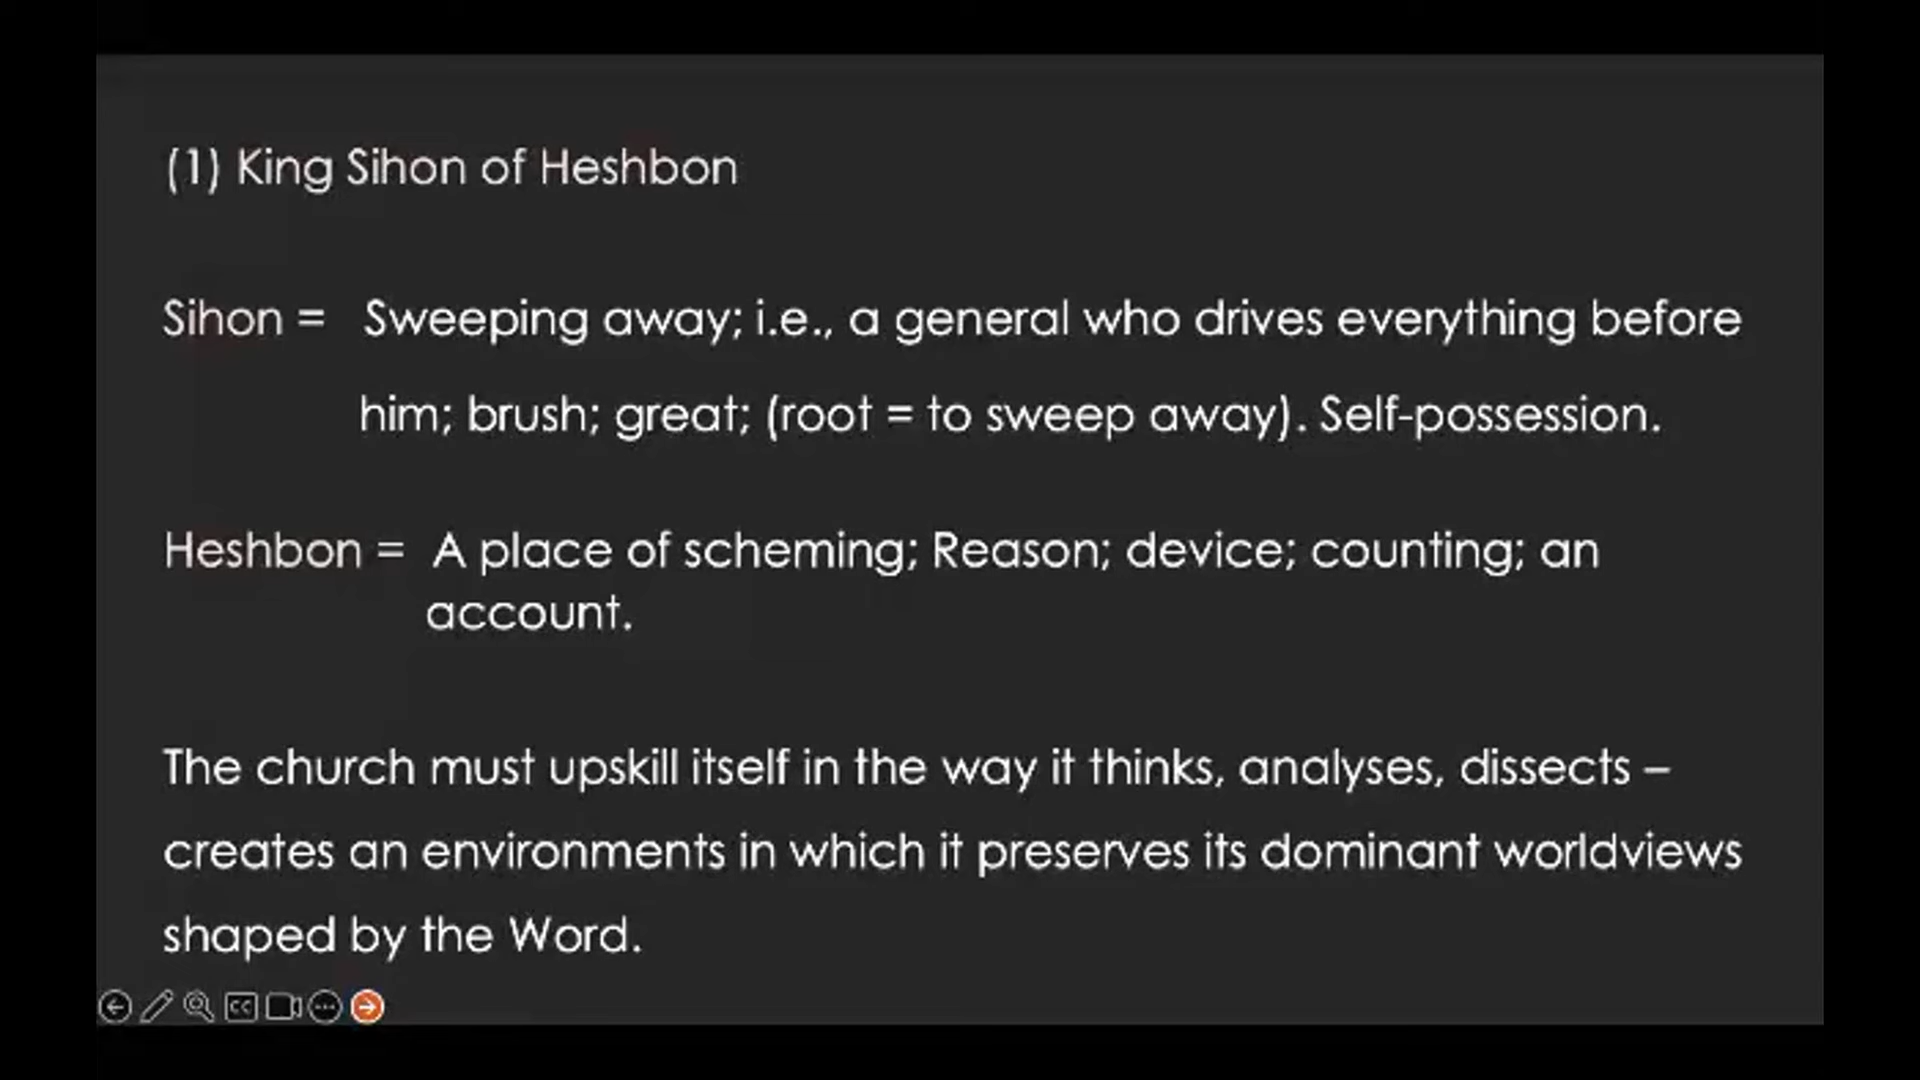 (1) King Sihon of Heshbon
Sihon = Sweeping away; i.e., a general who drives everything before
him; brush; great; (root = to sweep away). Self-possession.
Heshbon = A place of scheming; Reason; device; counting; an
account.
The church must upskill itself in the way it thinks, analyses, dissects –
creates an environments in which it preserves its dominant worldviews
shaped by the Word.
CC